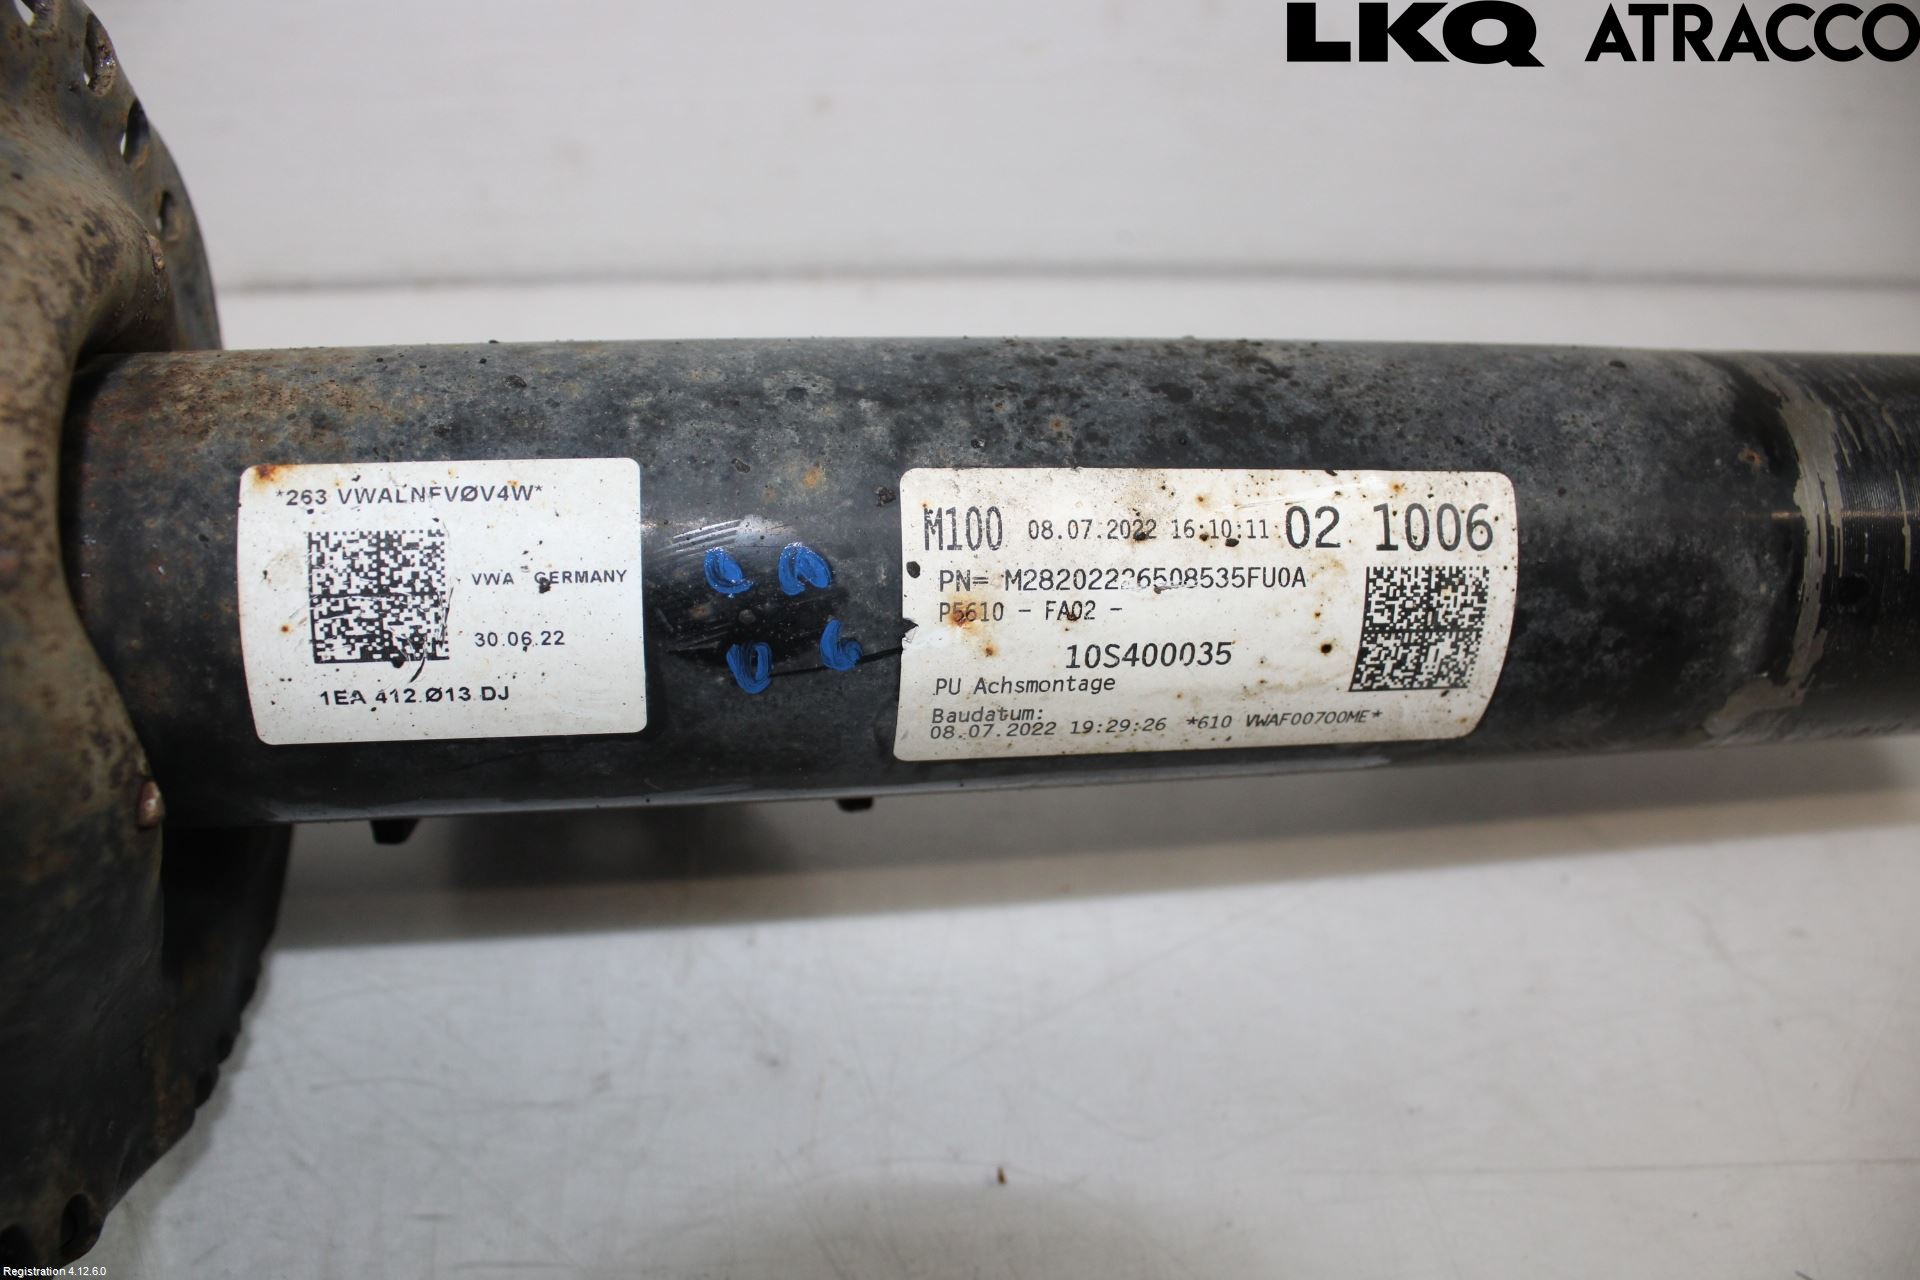 LKQ ATRACCO
*263 VWALNFVØV4W*
VWA GERMANY
30.06.22
1EA 412 Ø13 DJ
M100 08.07.2022 16:10:11 02 1006
PN= M28202226508535FU0A
P5610 - FA02 -
10S400035
PU Achsmontage
Baudatum:
08.07.2022 19:29:26 *610 VWAF00700ME*
Registration 4.12.6.0